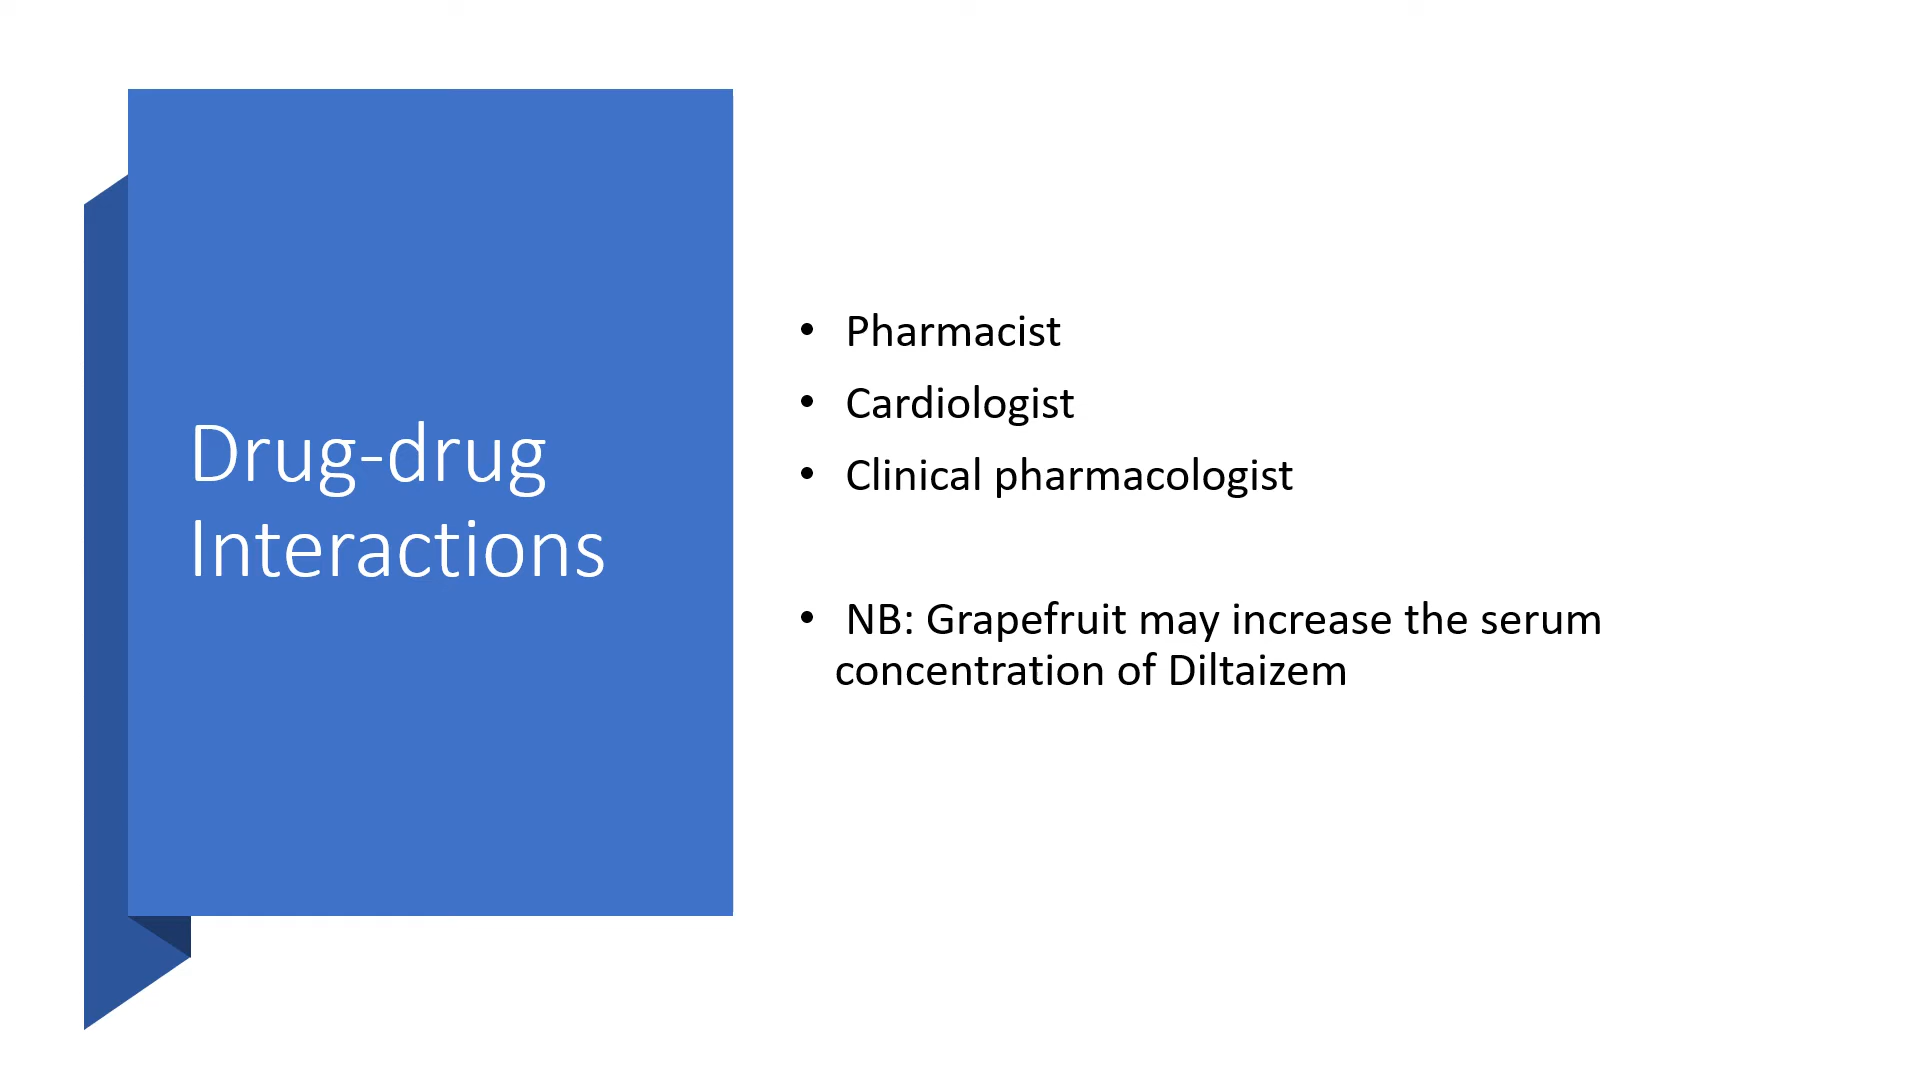 Drug-drug
Interactions
• Pharmacist
• Cardiologist
• Clinical pharmacologist
• NB: Grapefruit may increase the serum
concentration of Diltaizem